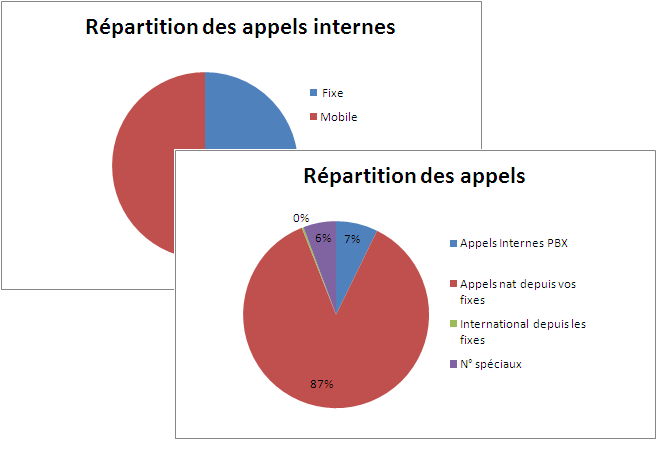 Répartition des appels internes
Fixe
Mobile
Répartition des appels
0%
6%
7%
87%
Appels Internes PBX
Appels nat depuis vos
fixes
International depuis les
fixes
N° spéciaux